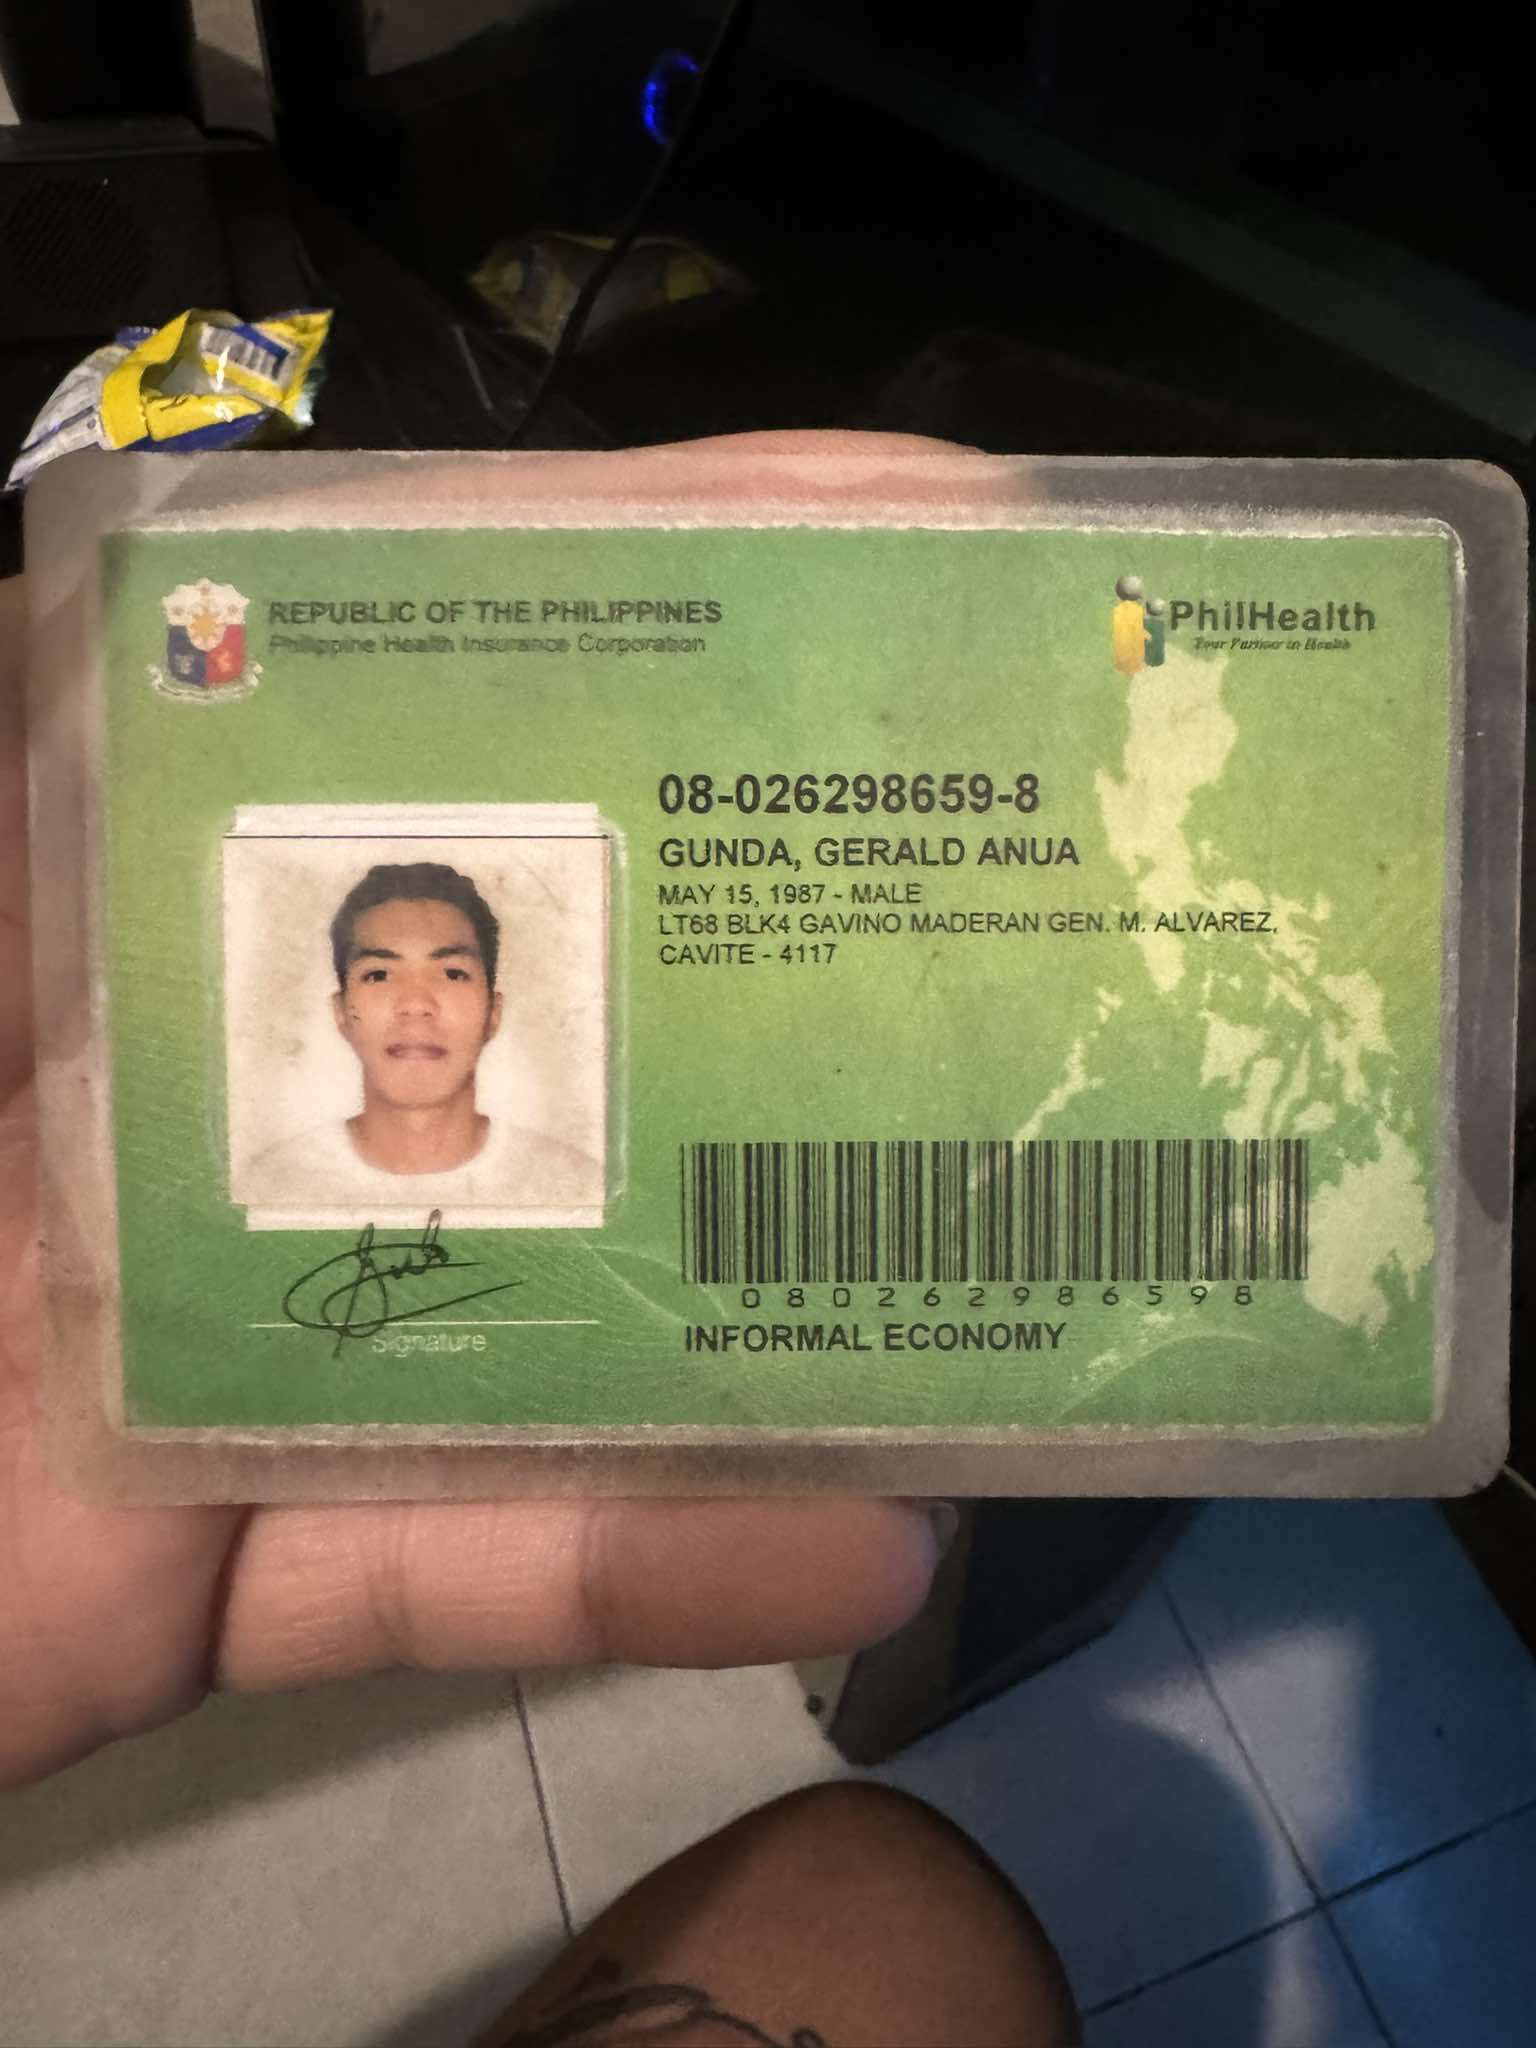 REPUBLIC OF THE PHILIPPINES
Philippine Health Insurance Corporation
PhilHealth
Your Partner in Health
08-026298659-8
GUNDA, GERALD ANUA
MAY 15, 1987 - MALE
LT68 BLK4 GAVINO MADERAN GEN. M. ALVAREZ,
CAVITE - 4117
080262986598
INFORMAL ECONOMY
Signature